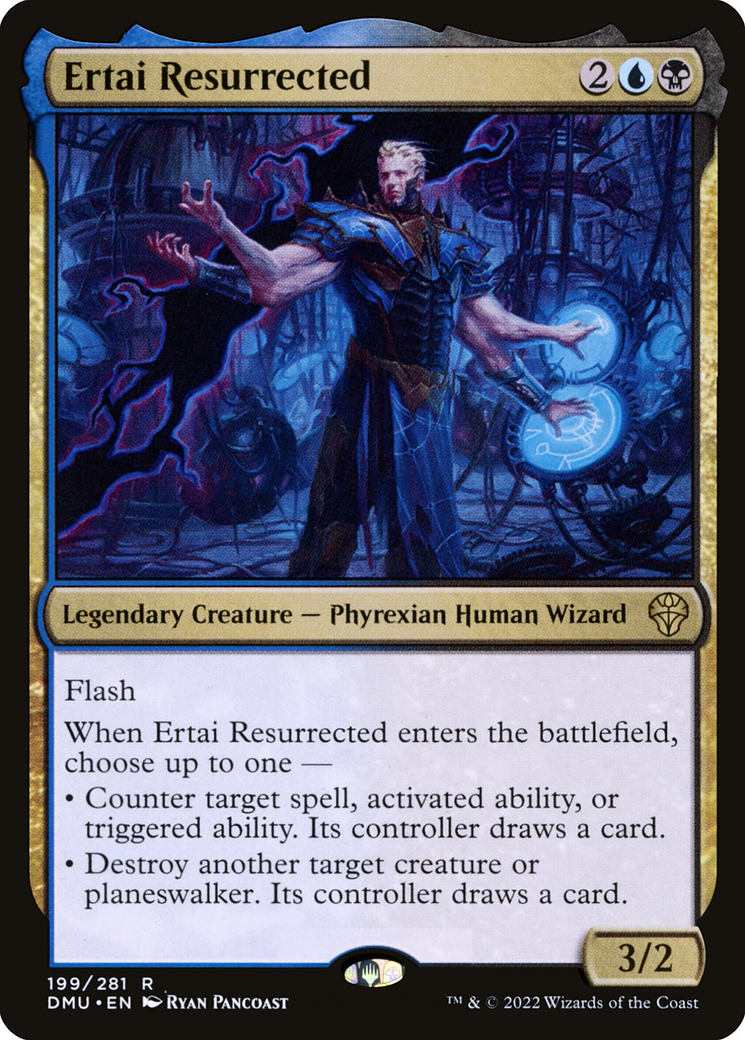 Ertai Resurrected 2
Legendary Creature — Phyrexian Human Wizard
Flash
When Ertai Resurrected enters the battlefield,
choose up to one —
• Counter target spell, activated ability, or
triggered ability. Its controller draws a card.
• Destroy another target creature or
planeswalker. Its controller draws a card.
3/2
199/281 R
DMU • EN RYAN PANCOAST
™ & © 2022 Wizards of the Coast